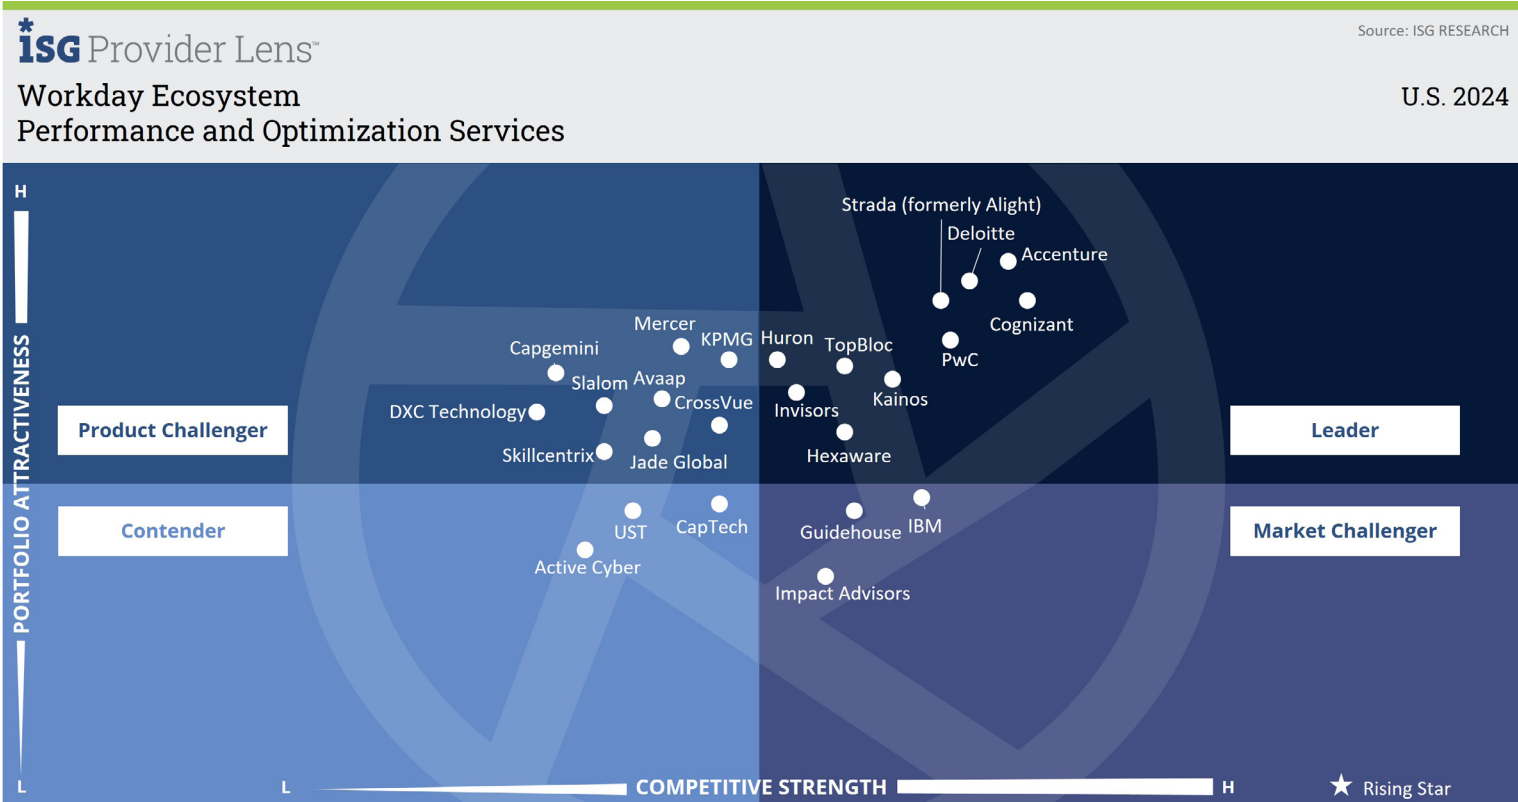 ISG Provider Lens™
Source: ISG RESEARCH
Workday Ecosystem
Performance and Optimization Services
U.S. 2024
H
PORTFOLIO ATTRACTIVENESS
L
Strada (formerly Alight)
Deloitte
Accenture
Cognizant
PwC
Mercer
KPMG
Huron
TopBloc
Capgemini
Slalom
Avaap
Kainos
DXC Technology
CrossVue
Invisors
Product Challenger
Leader
Skillcentrix
Jade Global
Hexaware
Contender
UST
CapTech
Guidehouse
IBM
Market Challenger
Active Cyber
Impact Advisors
L
COMPETITIVE STRENGTH
H
Rising Star